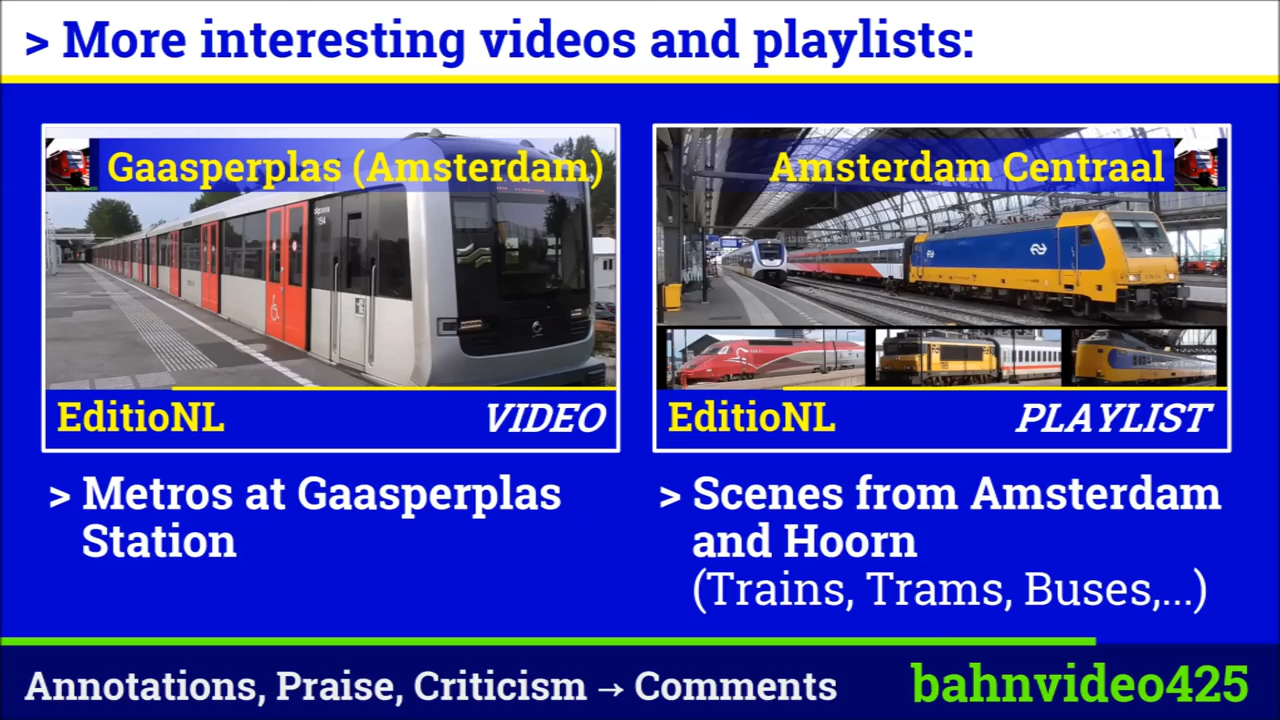 > More interesting videos and playlists:
Gaasperplas (Amsterdam)
EditioNL
VIDEO
> Metros at Gaasperplas
Station
Amsterdam Centraal
EditioNL
PLAYLIST
> Scenes from Amsterdam
and Hoorn
(Trains, Trams, Buses,...)
Annotations, Praise, Criticism → Comments
bahnvideo425